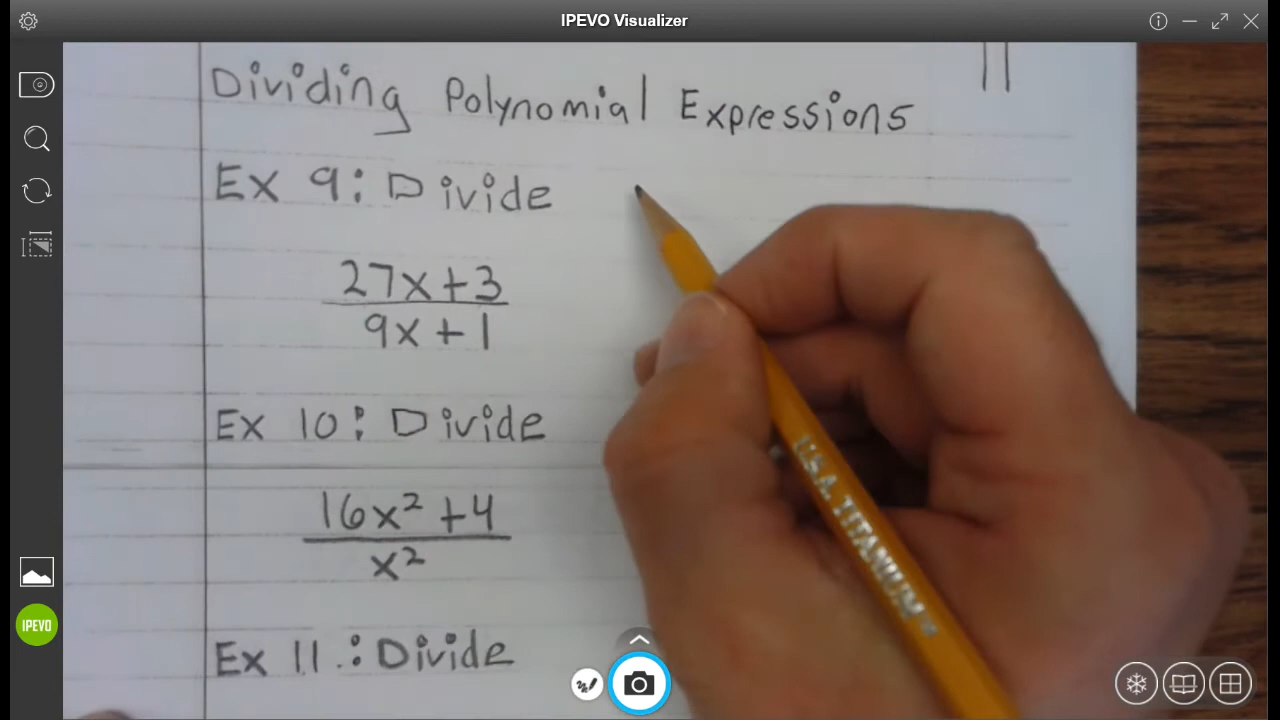 IPEVO Visualizer
Dividing Polynomial Expressions
Ex 9: Divide
27x+3
9x+1
Ex 10: Divide
16x²+4
x²
Ex 11.: Divide
U.S.A. TITANIUM
IPEVO